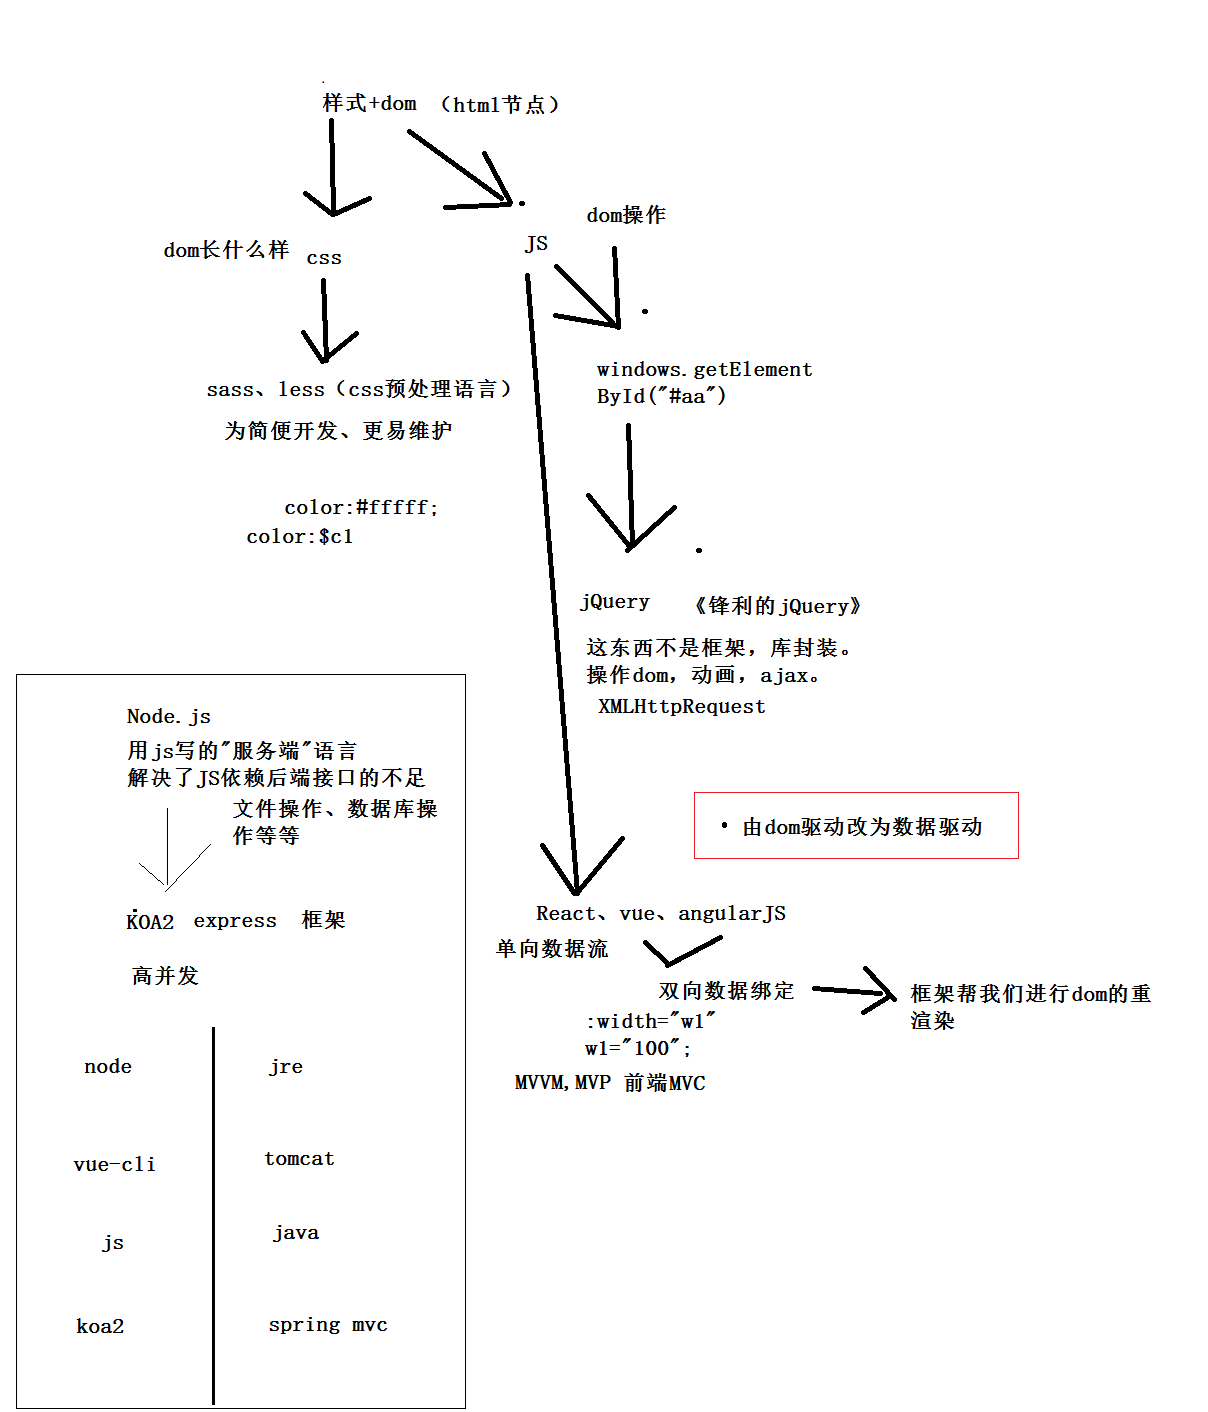 样式+dom （html节点）
dom操作
dom长什么样 css
JS
windows.getElement
ById("#aa")
sass、less（css预处理语言）
为简便开发、更易维护
color:#fffff;
color:$c1
jQuery 《锋利的jQuery》
这东西不是框架，库封装。
操作dom，动画，ajax。
XMLHttpRequest
Node.js
用js写的"服务端"语言
解决了JS依赖后端接口的不足
文件操作、数据库操
作等等
KOA2 express 框架
高并发
node jre
vue-cli tomcat
js java
koa2 spring mvc
由dom驱动改为数据驱动
React、vue、angularJS
单向数据流
双向数据绑定
框架帮我们进行dom的重
渲染
:width="w1"
w1="100";
MVVM,MVP 前端MVC